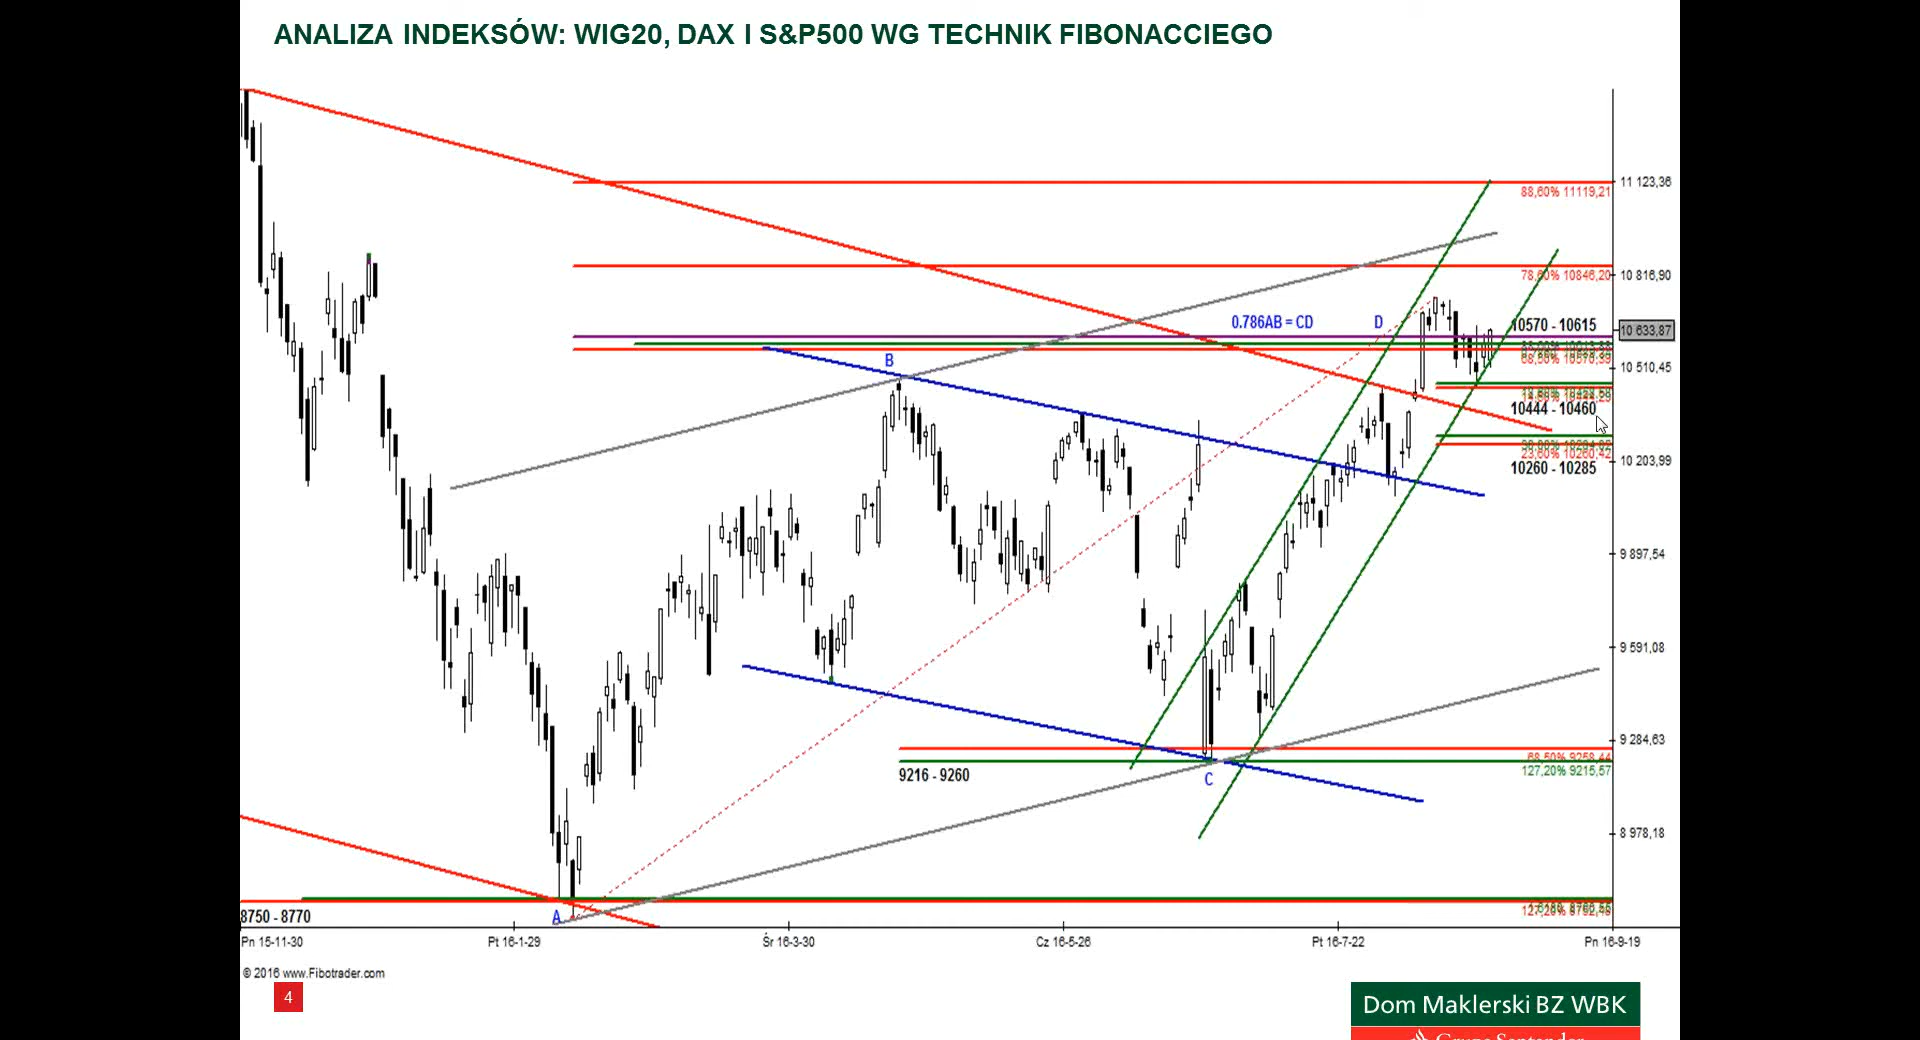 ANALIZA INDEKSÓW: WIG20, DAX I S&P500 WG TECHNIK FIBONACCIEGO
11 123,36
88,60% 11119,21
10 816,90
78,60% 10846,20
0.786AB = CD
D
10570 - 10615
10 633,87
B
10 510,45
10444 - 10460
10 203,99
23,60% 10260,42
10260 - 10285
9 897,54
9 591,08
9 284,63
68,50% 9258,44
127,20% 9215,57
9216 - 9260
C
8 978,18
A
8750 - 8770
Pn 15-11-30
Pt 16-1-29
Śr 16-3-30
Cz 16-5-26
Pt 16-7-22
Pn 16-9-19
© 2016 www.Fibotrader.com
4
Dom Maklerski BZ WBK